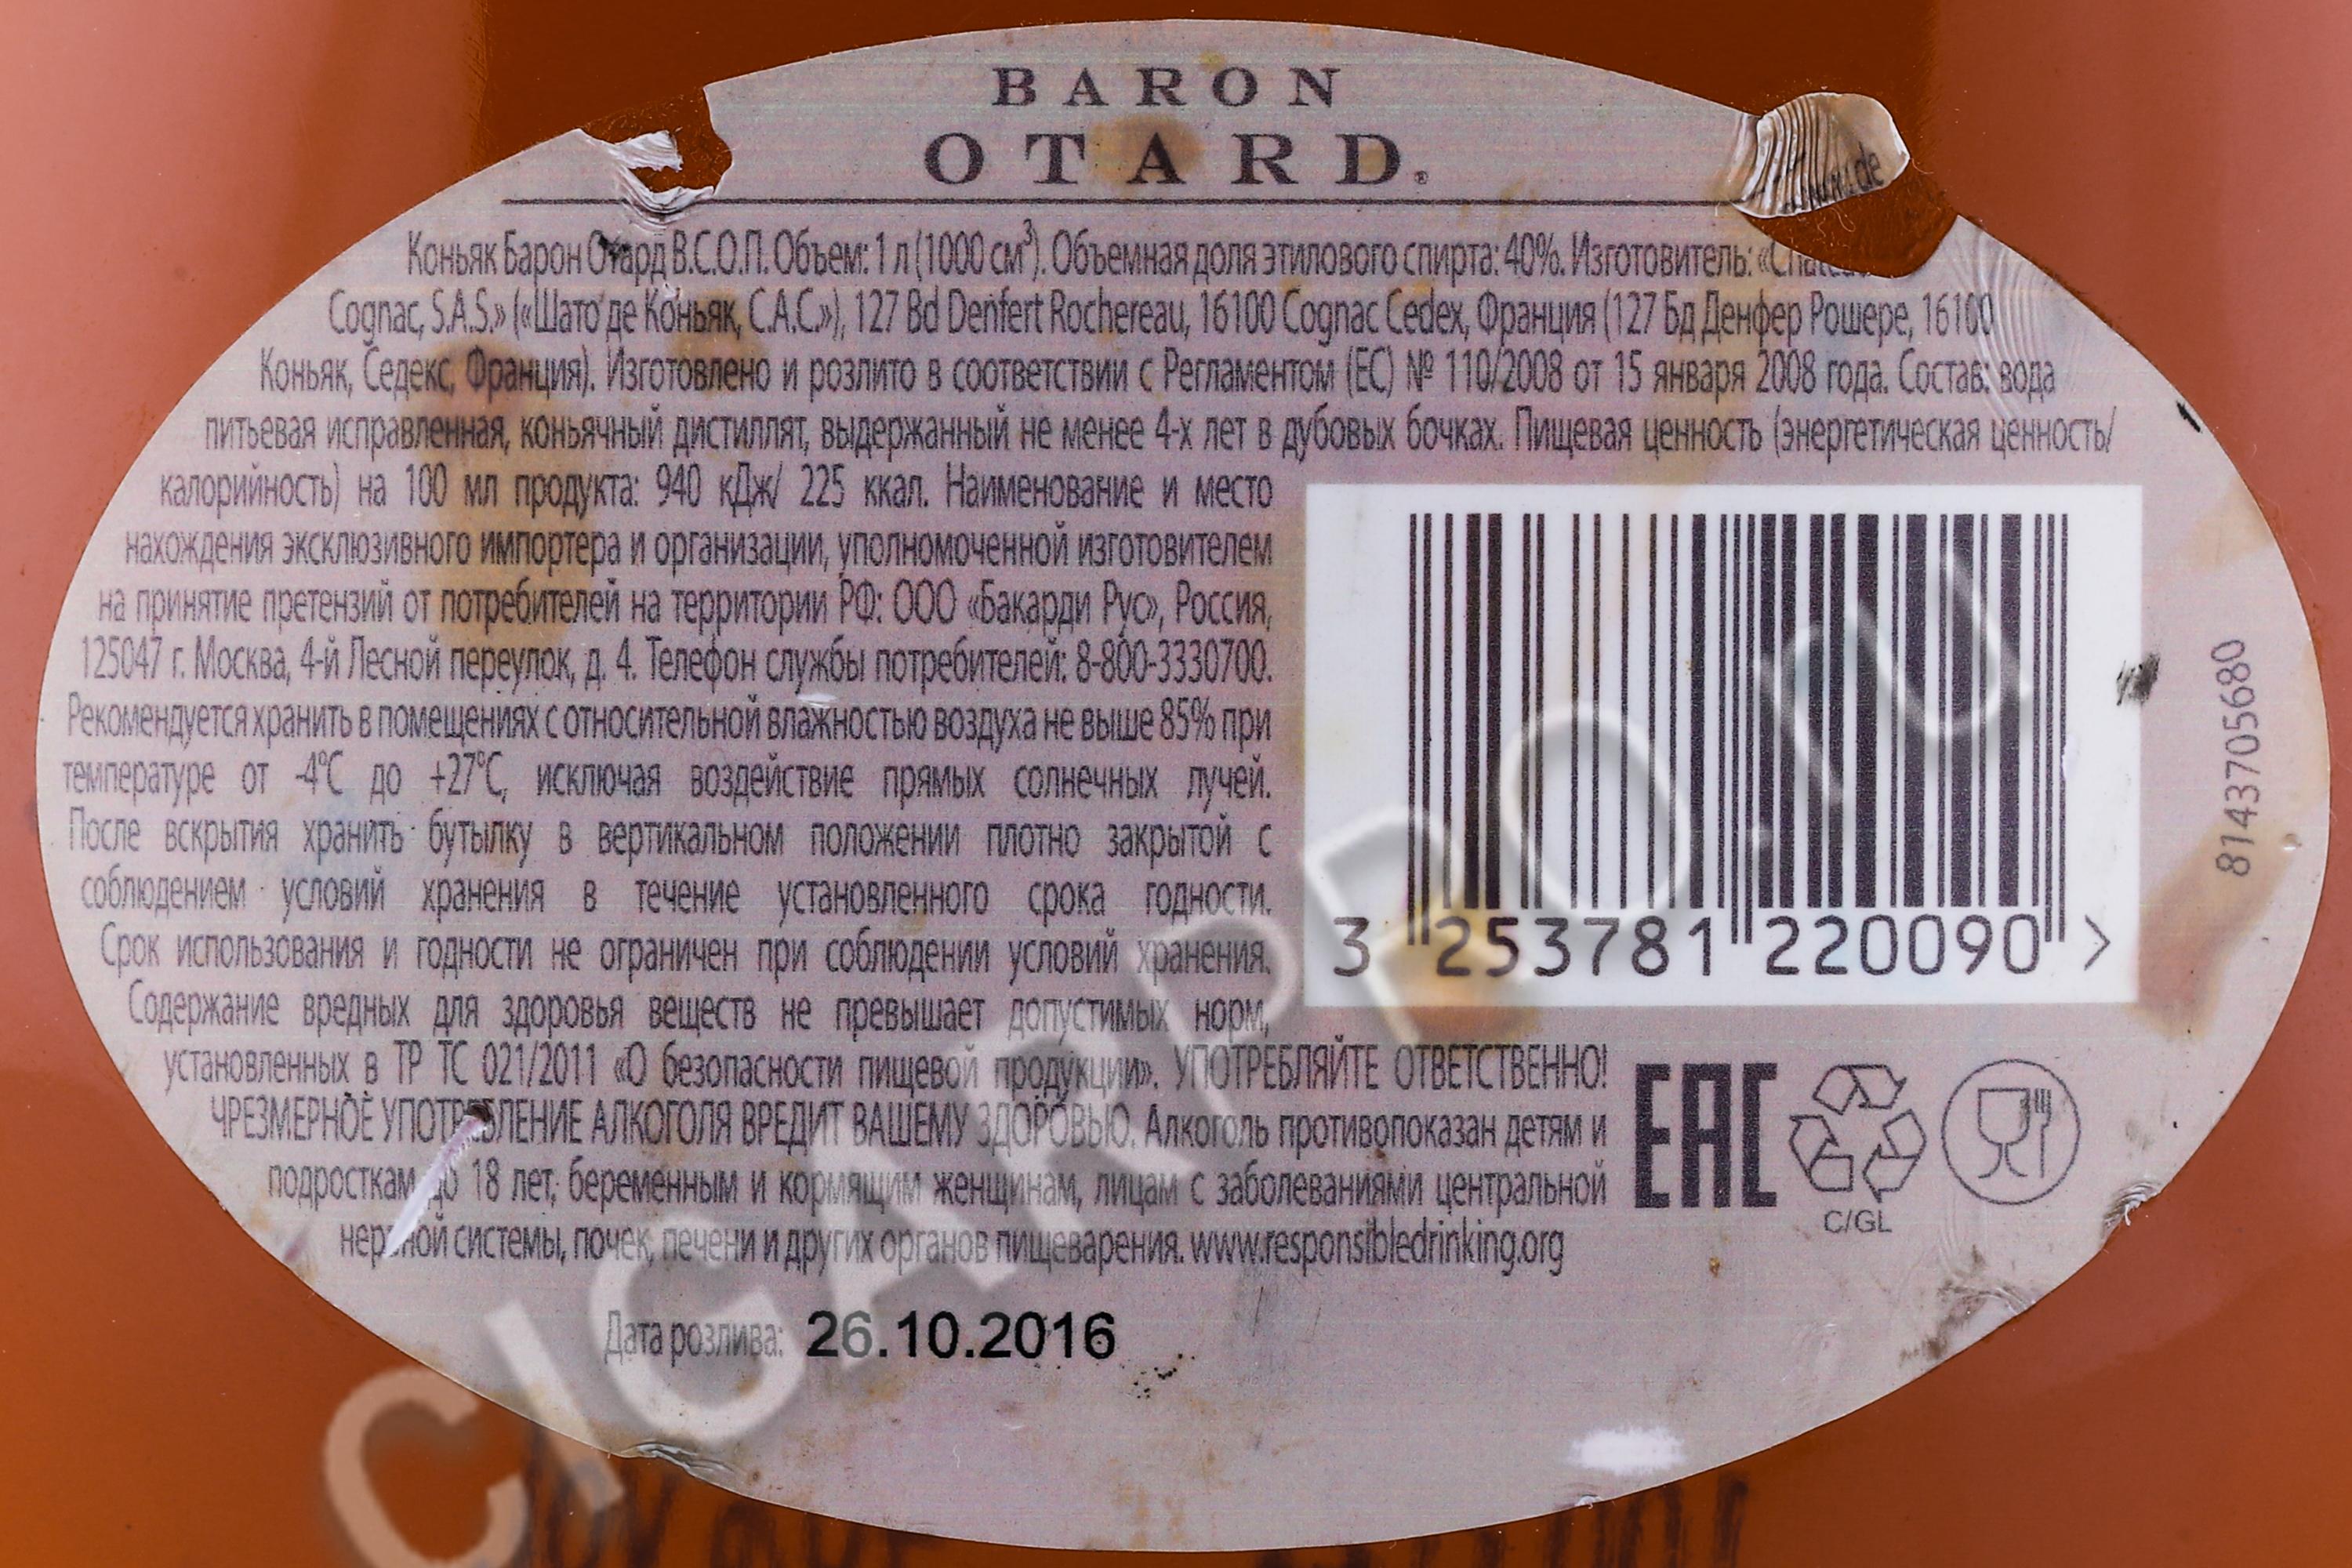 BARON
OTARD®
Коньяк Барон Отард В.С.О.П. Объем: 1 л (1000 см³). Объемная доля этилового спирта: 40%. Изготовитель:
Cognac, S.A.S.» («Шато де Коньяк, С.А.С.»), 127 Bd Denfert Rochereau, 16100 Cognac Cedex, Франция (127 Бд Денфер Рошере, 16100
Коньяк, Седекс, Франция). Изготовлено и розлито в соответствии с Регламентом (ЕС) № 110/2008 от 15 января 2008 года. Состав: вода
питьевая исправленная, коньячный дистиллят, выдержанный не менее 4-х лет в дубовых бочках. Пищевая ценность (энергетическая ценность/
калорийность) на 100 мл продукта: 940 кДж/ 225 ккал. Наименование и место
нахождения эксклюзивного импортера и организации, уполномоченной изготовителем
на принятие претензий от потребителей на территории РФ: ООО «Бакарди Рус», Россия,
125047 г. Москва, 4-й Лесной переулок, д. 4. Телефон службы потребителей: 8-800-3330700.
Рекомендуется хранить в помещениях с относительной влажностью воздуха не выше 85% при
температуре от -4°C до +27°C, исключая воздействие прямых солнечных лучей.
После вскрытия хранить бутылку в вертикальном положении плотно закрытой с
соблюдением условий хранения в течение установленного срока годности.
Срок использования и годности не ограничен при соблюдении условий хранения.
Содержание вредных для здоровья веществ не превышает допустимых норм,
установленных в ТР ТС 021/2011 «О безопасности пищевой продукции». УПОТРЕБЛЯЙТЕ ОТВЕТСТВЕННО!
ЧРЕЗМЕРНОЕ УПОТРЕБЛЕНИЕ АЛКОГОЛЯ ВРЕДИТ ВАШЕМУ ЗДОРОВЬЮ. Алкоголь противопоказан детям и
подросткам до 18 лет, беременным и кормящим женщинам, лицам с заболеваниями центральной
нервной системы, почек, печени и других органов пищеварения. www.responsibledrinking.org
Дата розлива: 26.10.2016
3 253781 220090 >
8143705680
EAC
C/GL
CIGARPRO.RU